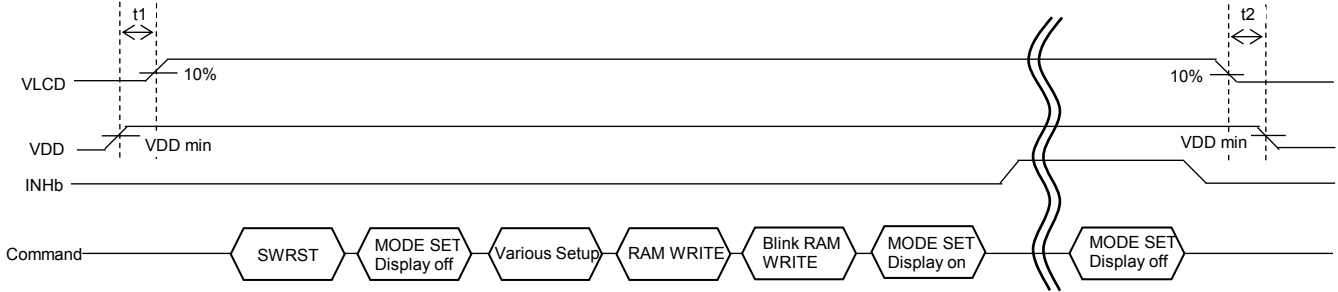 t1
t2
VLCD
10%
10%
VDD
VDD min
VDD min
INHb
Command
SWRST
MODE SET
Display off
Various Setup
RAM WRITE
Blink RAM
WRITE
MODE SET
Display on
MODE SET
Display off